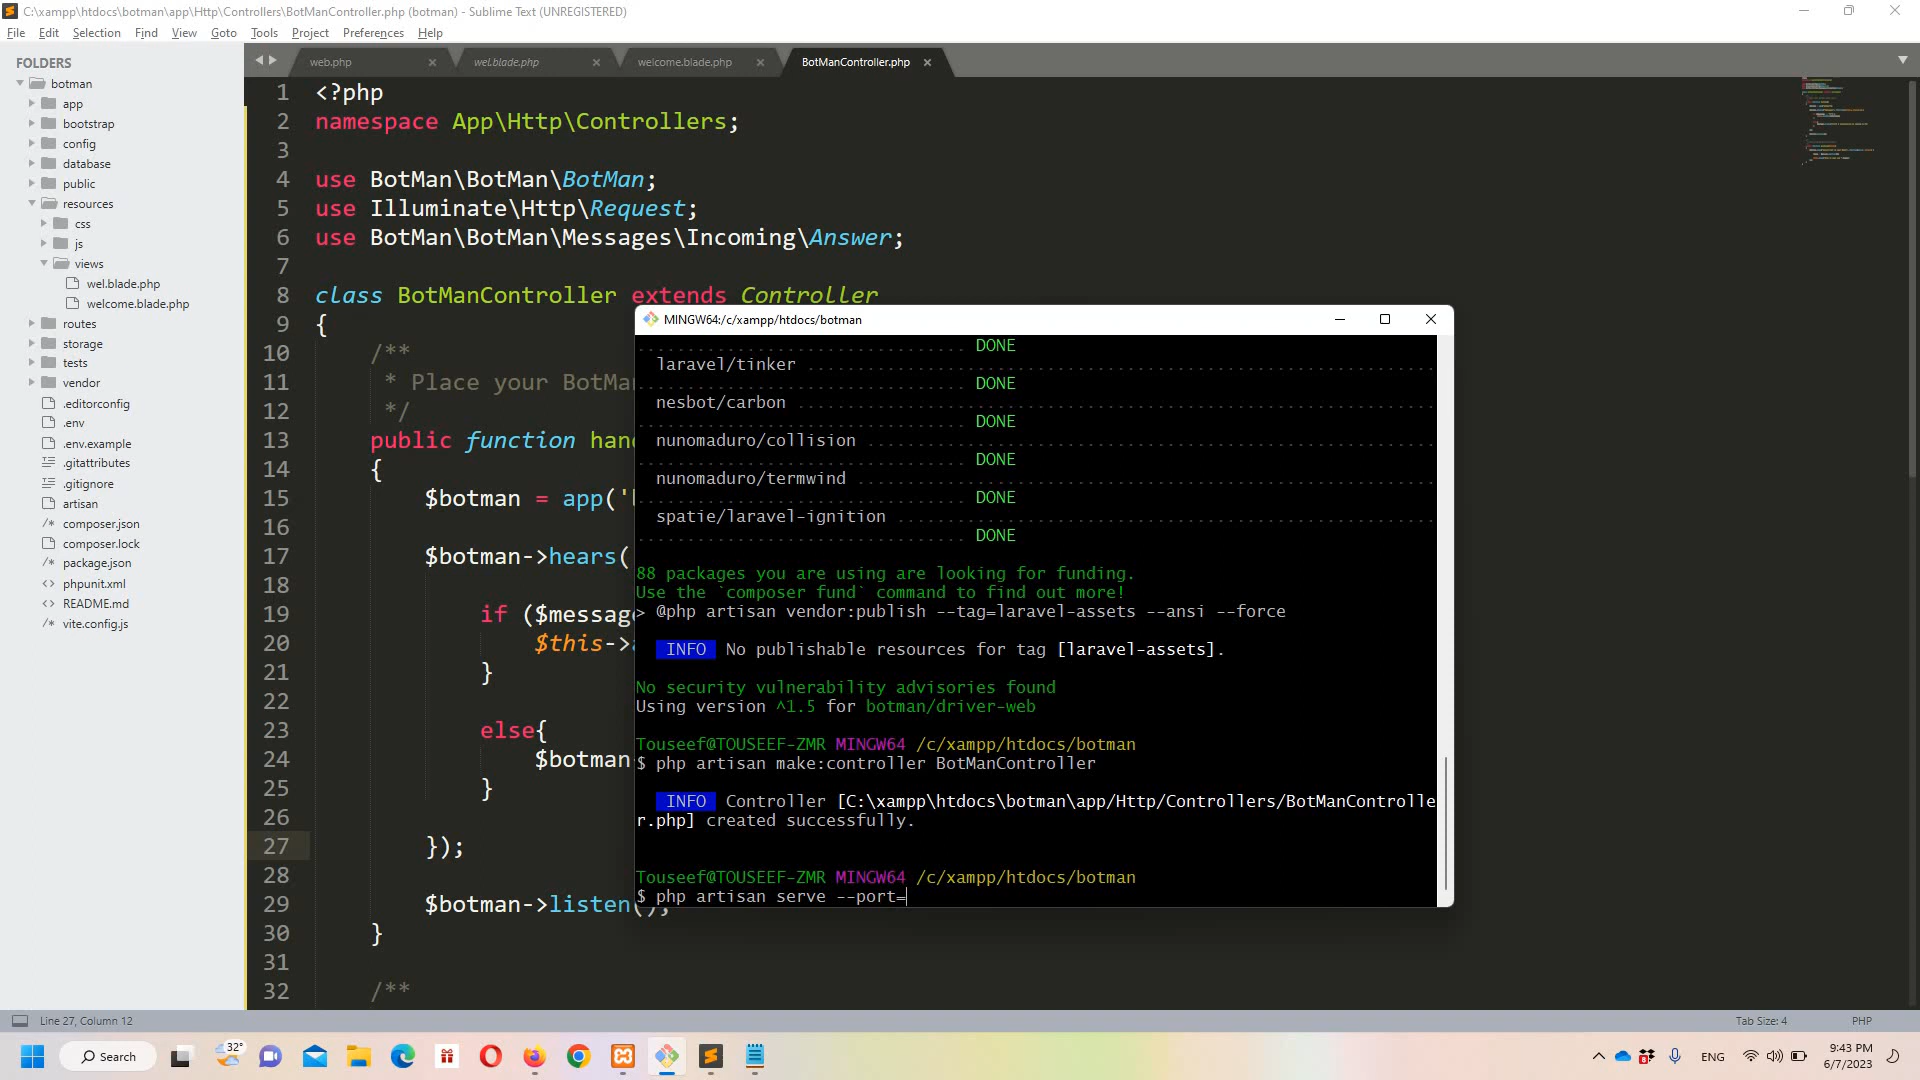 C:\xampp\htdocs\botman\app\Http\Controllers\BotManController.php (botman) - Sublime Text (UNREGISTERED)
File Edit Selection Find View Goto Tools Project Preferences Help
FOLDERS
botman
app
bootstrap
config
database
public
resources
css
js
views
wel.blade.php
welcome.blade.php
routes
storage
tests
vendor
.editorconfig
.env
.env.example
.gitattributes
.gitignore
artisan
composer.json
composer.lock
package.json
phpunit.xml
README.md
vite.config.js
web.php wel.blade.php welcome.blade.php BotManController.php
1 <?php
2 namespace App\Http\Controllers;
3
4 use BotMan\BotMan\BotMan;
5 use Illuminate\Http\Request;
6 use BotMan\BotMan\Messages\Incoming\Answer;
7
8 class BotManController extends Controller
9 {
10 /**
11 * Place your BotMa
12 */
13 public function han
14 {
15 $botman = app('
16
17 $botman->hears(
18
19 if ($message
20 $this->
21 }
22
23 else{
24 $botman
25 }
26
27 });
28
29 $botman->listen();
30 }
31
32 /**
MINGW64:/c/xampp/htdocs/botman
................................. DONE
laravel/tinker ...............................................................
................................. DONE
nesbot/carbon ................................................................
................................. DONE
nunomaduro/collision ..........................................................
................................. DONE
nunomaduro/termwind ...........................................................
................................. DONE
spatie/laravel-ignition ......................................................
................................. DONE
88 packages you are using are looking for funding.
Use the `composer fund` command to find out more!
> @php artisan vendor:publish --tag=laravel-assets --ansi --force
INFO No publishable resources for tag [laravel-assets].
No security vulnerability advisories found
Using version ^1.5 for botman/driver-web
Touseef@TOUSEEF-ZMR MINGW64 /c/xampp/htdocs/botman
$ php artisan make:controller BotManController
INFO Controller [C:\xampp\htdocs\botman\app/Http/Controllers/BotManControlle
r.php] created successfully.
Touseef@TOUSEEF-ZMR MINGW64 /c/xampp/htdocs/botman
$ php artisan serve --port=
Line 27, Column 12
Tab Size: 4 PHP
Search
32°
ENG
9:43 PM
6/7/2023